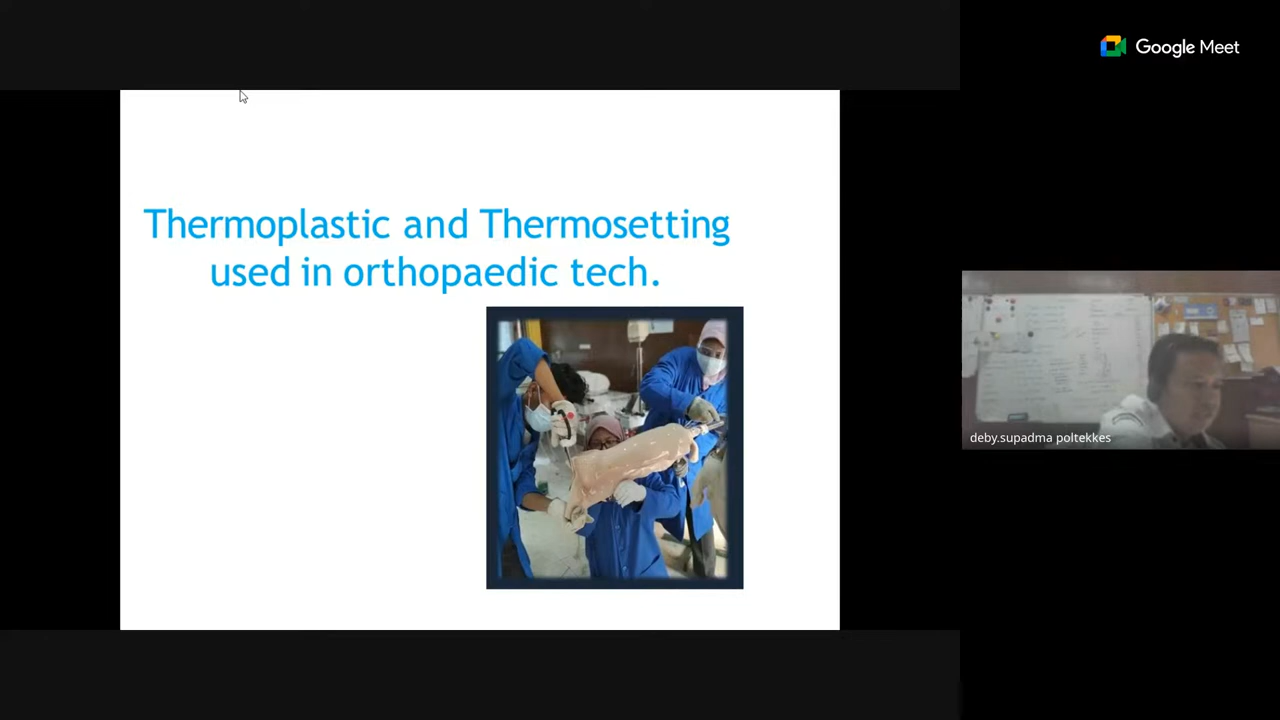 Google Meet
Thermoplastic and Thermosetting
used in orthopaedic tech.
deby.supadma poltekkes